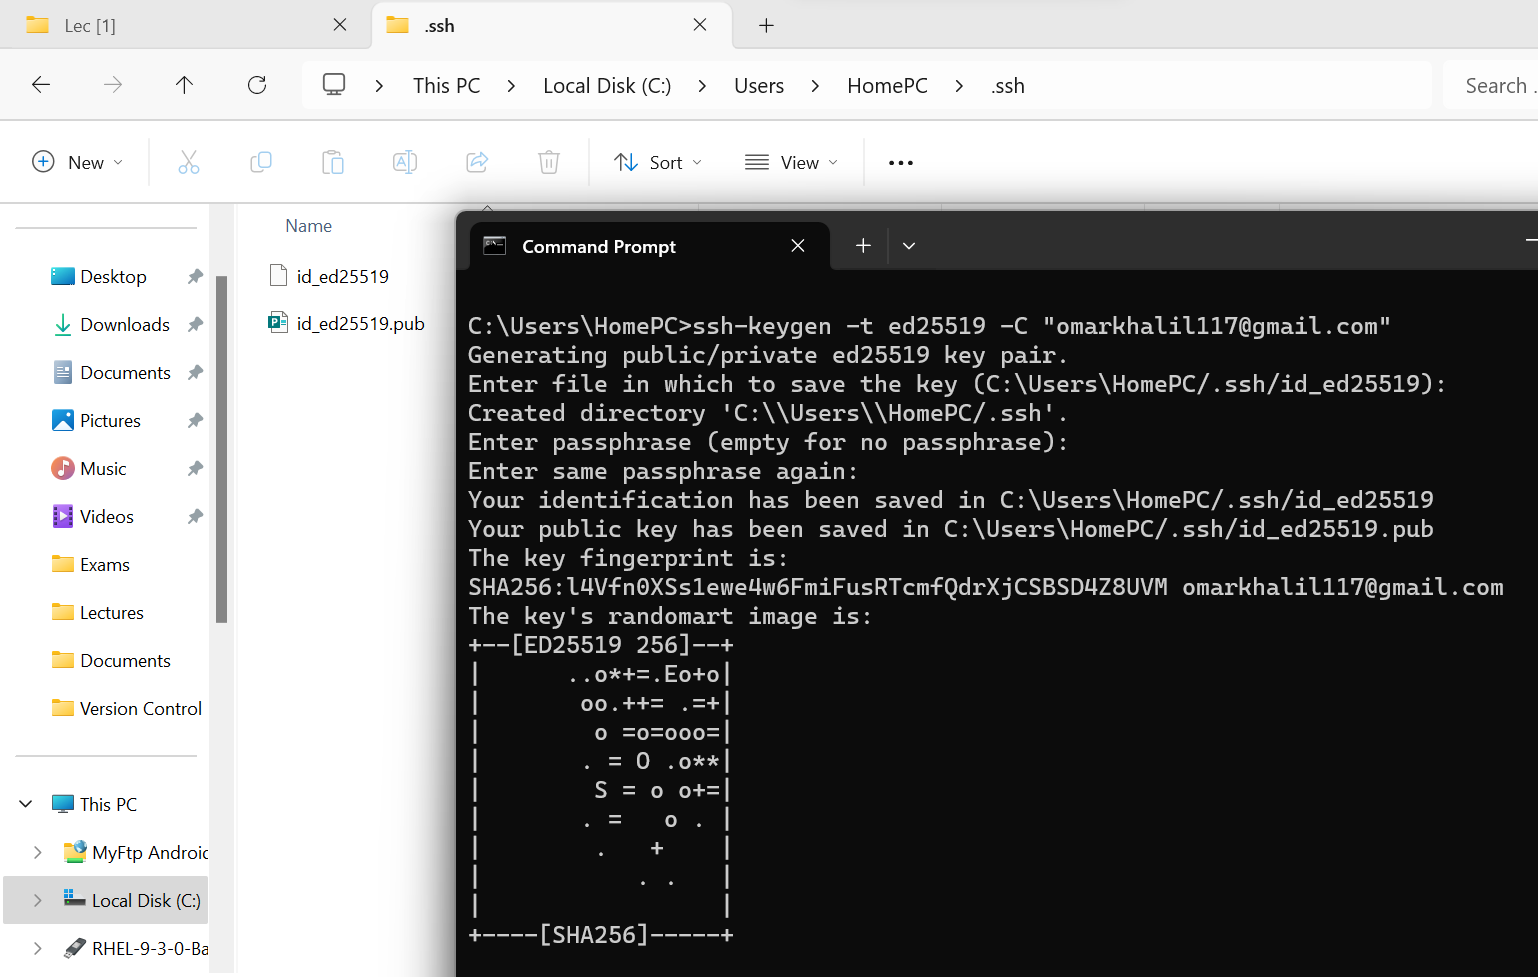 Lec [1]
.ssh
This PC
Local Disk (C:)
Users
HomePC
.ssh
Search
New
Sort
View
Name
Desktop
Downloads
Documents
Pictures
Music
Videos
Exams
Lectures
Documents
Version Control
This PC
MyFtp
Local Disk (C:)
RHEL-9-3-0-Ba
id_ed25519
id_ed25519.pub
Command Prompt
C:\Users\HomePC>ssh-keygen -t ed25519 -C "omarkhalil117@gmail.com"
Generating public/private ed25519 key pair.
Enter file in which to save the key (C:\Users\HomePC/.ssh/id_ed25519):
Created directory 'C:\\Users\\HomePC/.ssh'.
Enter passphrase (empty for no passphrase):
Enter same passphrase again:
Your identification has been saved in C:\Users\HomePC/.ssh/id_ed25519
Your public key has been saved in C:\Users\HomePC/.ssh/id_ed25519.pub
The key fingerprint is:
SHA256:l4Vfn0XSs1ewe4w6FmiFusRTcmfQdrXjCSBSD4Z8UVM omarkhalil117@gmail.com
The key's randomart image is:
+--[ED25519 256]--+
|      ..o*+=.Eo+o|
|       oo.++= .=+|
|        o =o=ooo=|
|       . = O .o**|
|        S = o o+=|
|       . =   o . |
|        .   +    |
|           . .   |
|                 |
+----[SHA256]-----+